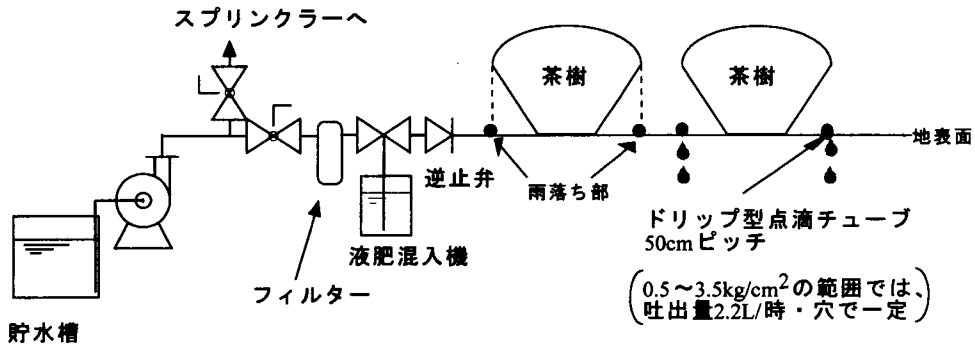 スプリンクラーへ
茶樹
茶樹
地表面
逆止弁
雨落ち部
ドリップ型点滴チューブ
50cmピッチ
液肥混入機
フィルター
0.5～3.5kg/cm²の範囲では、
吐出量2.2L/時・穴で一定
貯水槽